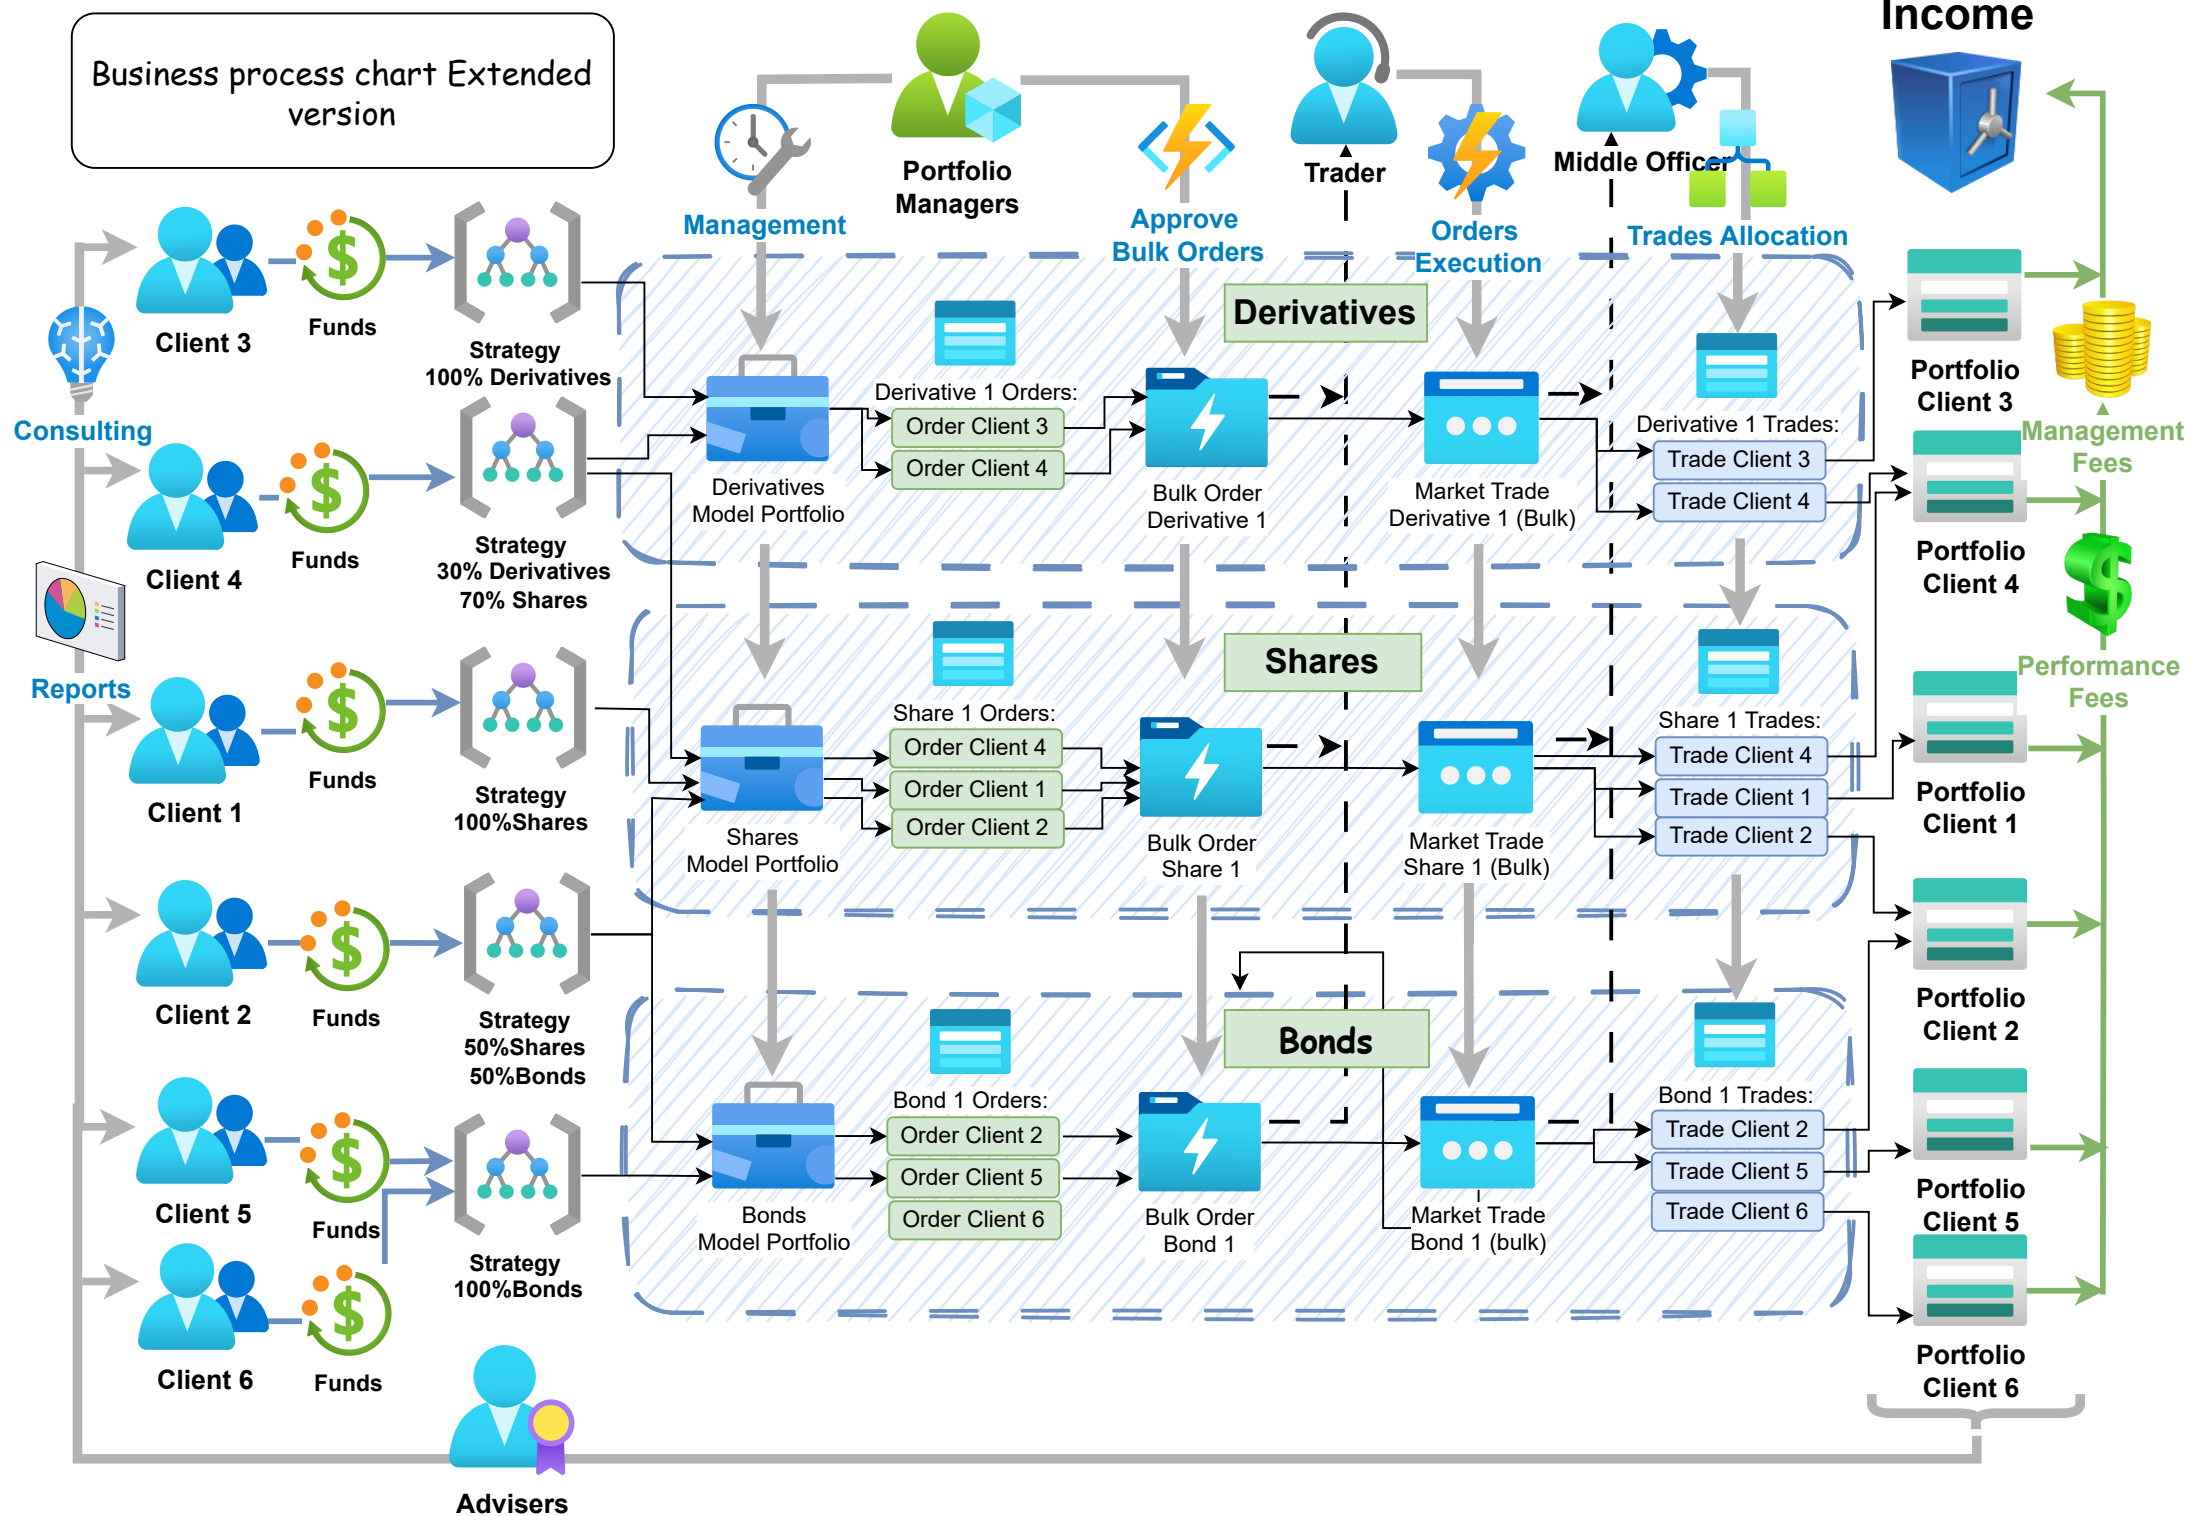 Business process chart Extended
version
Income
Portfolio
Managers
Trader
Middle Officer
Management
Approve
Bulk Orders
Orders
Execution
Trades Allocation
Consulting
Reports
Client 3
Funds
Strategy
100% Derivatives
Client 4
Funds
Strategy
30% Derivatives
70% Shares
Client 1
Funds
Strategy
100%Shares
Client 2
Funds
Strategy
50%Shares
50%Bonds
Client 5
Funds
Strategy
100%Bonds
Client 6
Funds
Advisers
Derivatives
Derivatives
Model Portfolio
Derivative 1 Orders:
Order Client 3
Order Client 4
Bulk Order
Derivative 1
Market Trade
Derivative 1 (Bulk)
Derivative 1 Trades:
Trade Client 3
Trade Client 4
Shares
Shares
Model Portfolio
Share 1 Orders:
Order Client 4
Order Client 1
Order Client 2
Bulk Order
Share 1
Market Trade
Share 1 (Bulk)
Share 1 Trades:
Trade Client 4
Trade Client 1
Trade Client 2
Bonds
Bonds
Model Portfolio
Bond 1 Orders:
Order Client 2
Order Client 5
Order Client 6
Bulk Order
Bond 1
Market Trade
Bond 1 (bulk)
Bond 1 Trades:
Trade Client 2
Trade Client 5
Trade Client 6
Portfolio
Client 3
Portfolio
Client 4
Portfolio
Client 1
Portfolio
Client 2
Portfolio
Client 5
Portfolio
Client 6
Management
Fees
Performance
Fees